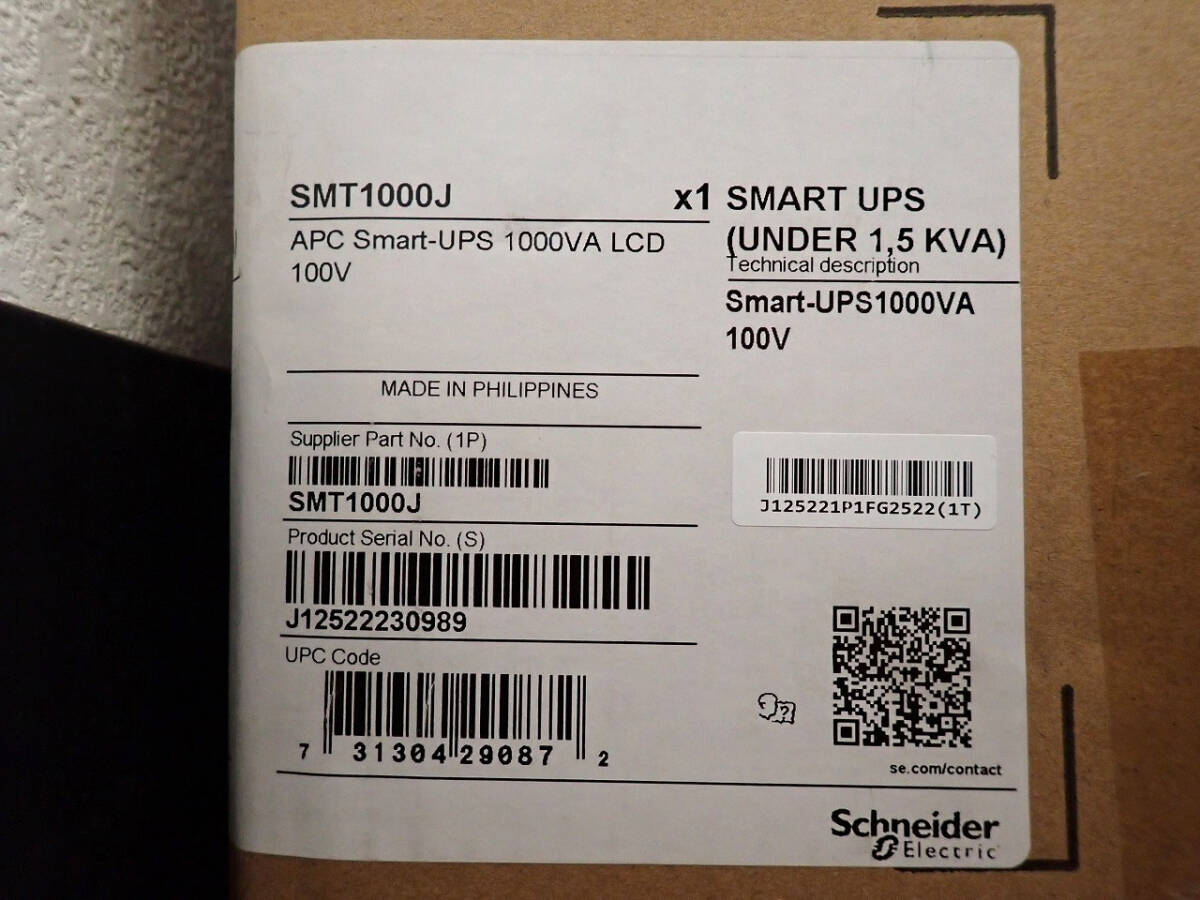 SMT1000J x1
APC Smart-UPS 1000VA LCD
100V
SMART UPS
(UNDER 1,5 KVA)
Technical description
Smart-UPS1000VA
100V
MADE IN PHILIPPINES
Supplier Part No. (1P)
SMT1000J
J125221P1FG2522(1T)
Product Serial No. (S)
J12522230989
UPC Code
7 31304 29087 2
?
se.com/contact
Schneider
Electric